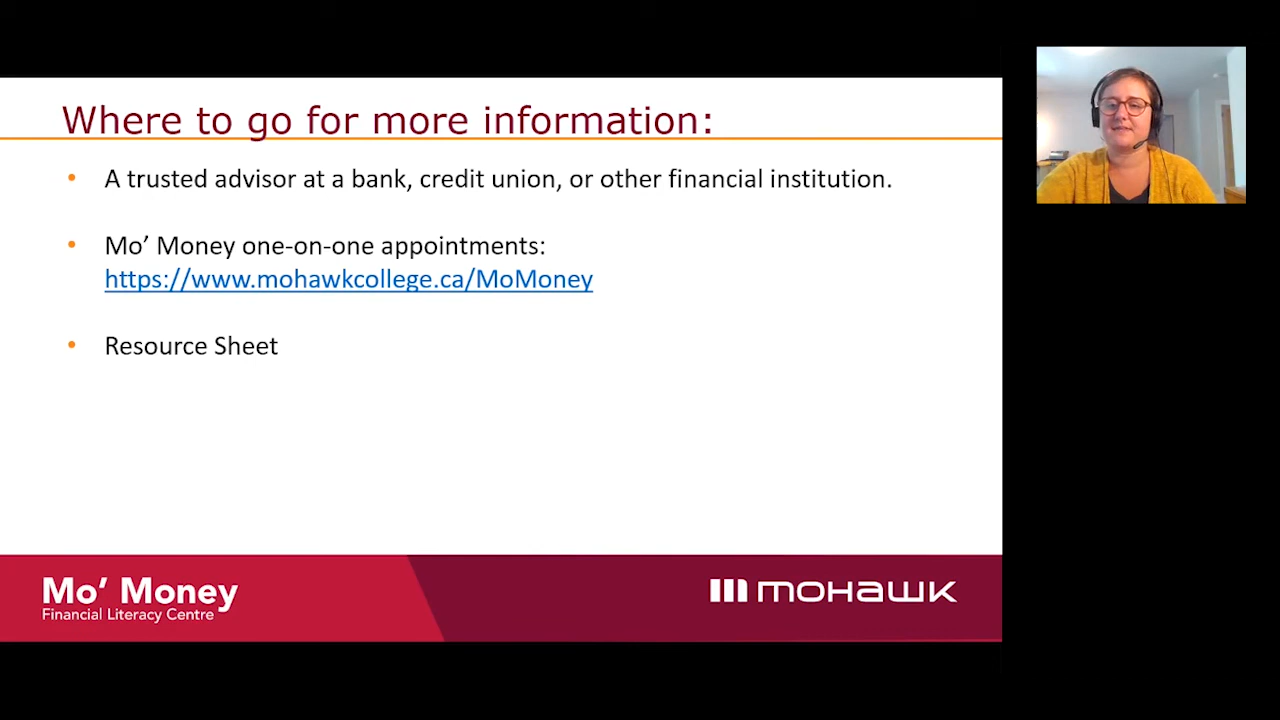 Where to go for more information:
• A trusted advisor at a bank, credit union, or other financial institution.
• Mo’ Money one-on-one appointments:
https://www.mohawkcollege.ca/MoMoney
• Resource Sheet
Mo’ Money
Financial Literacy Centre
mohawk